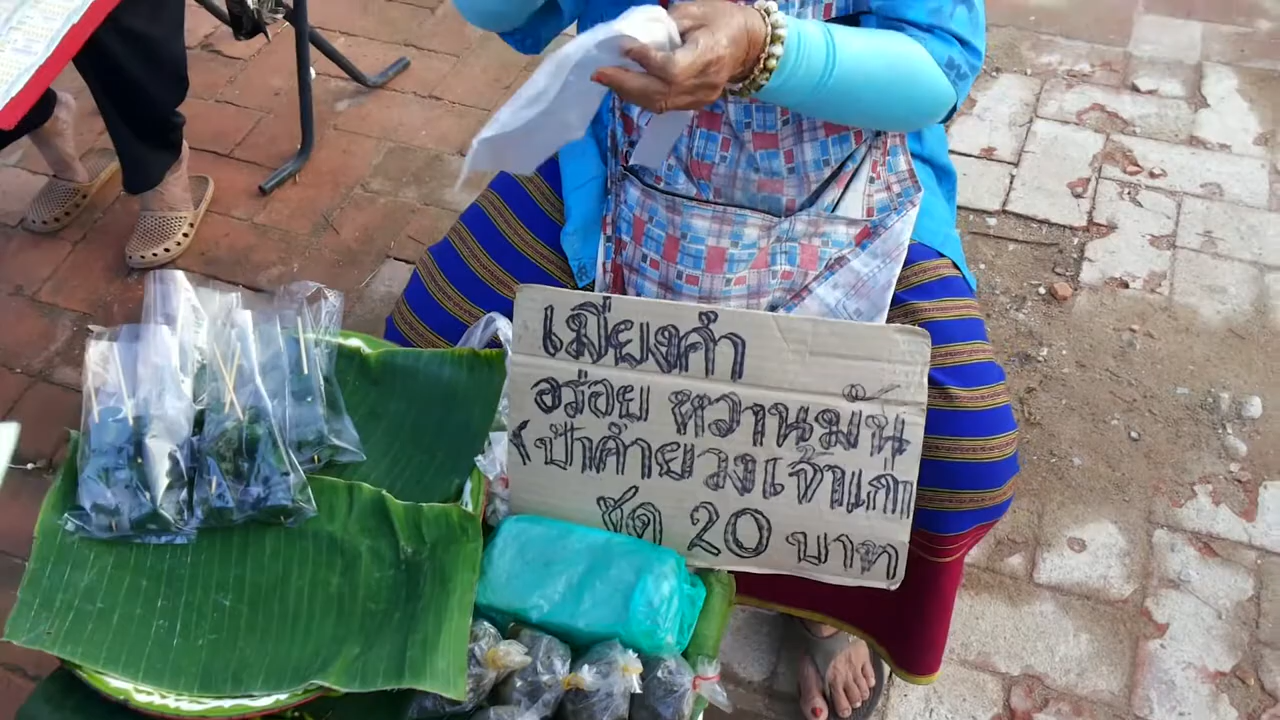 เมี่ยงคำ
อร่อย หวานมัน
(ป้าคำยวงเจ้าเก
ชุด 20 บาท